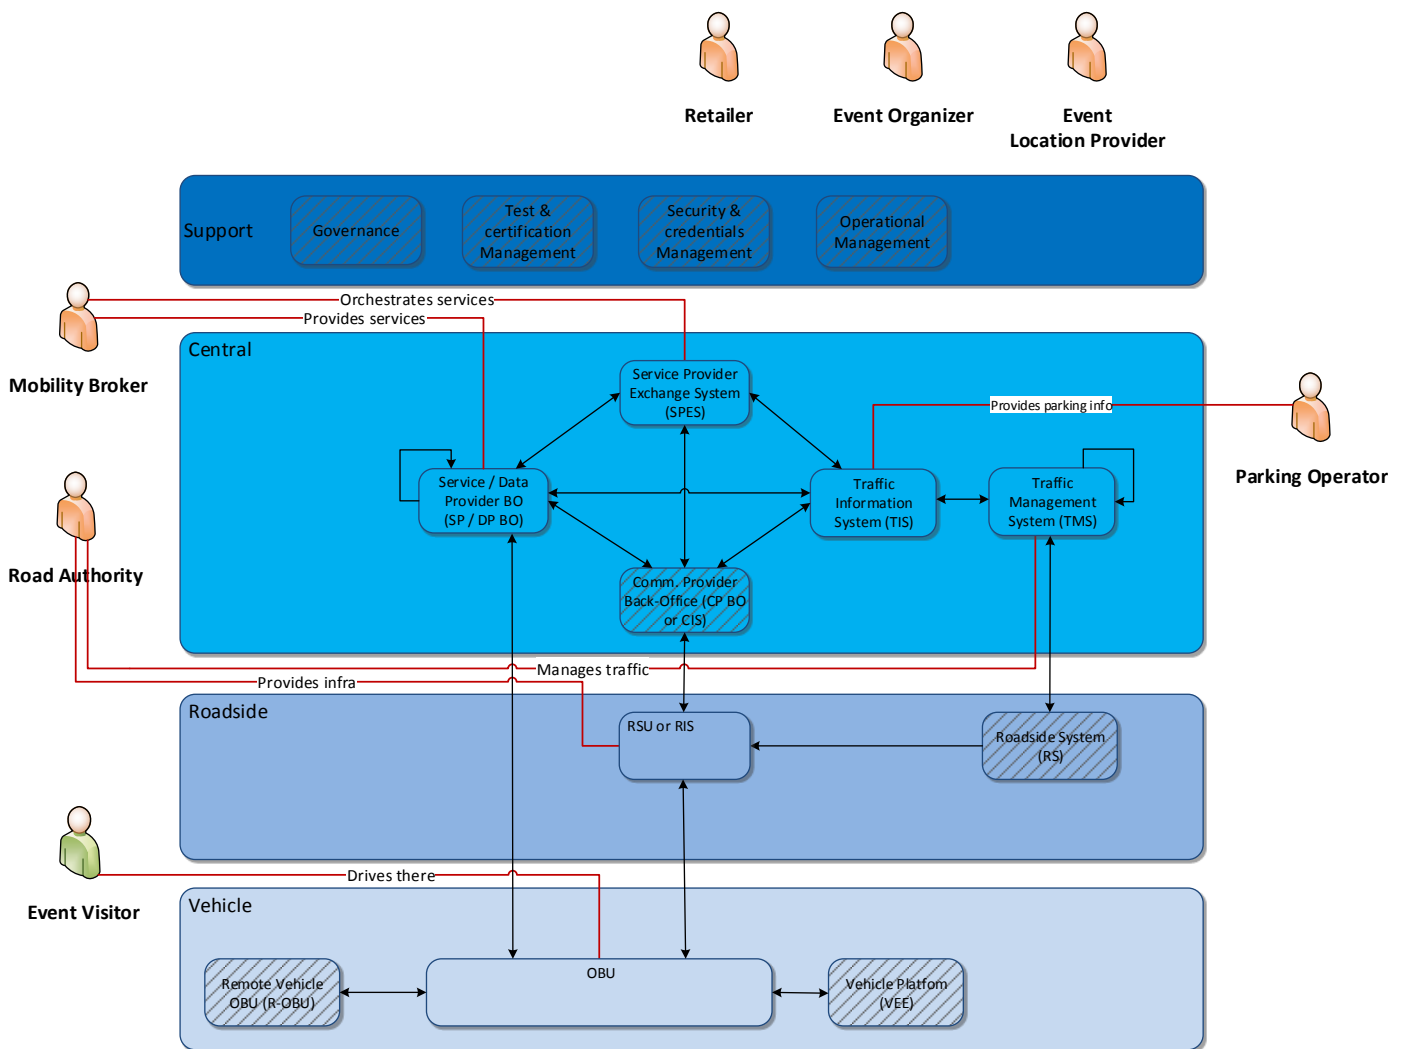 Retailer
Event Organizer
Event
Location Provider
Support
Governance
Test &
certification
Management
Security &
credentials
Management
Operational
Management
Orchestrates services
Provides services
Mobility Broker
Central
Service Provider
Exchange System
(SPES)
Provides parking info
Parking Operator
Service / Data
Provider BO
(SP / DP BO)
Traffic
Information
System (TIS)
Traffic
Management
System (TMS)
Road Authority
Comm. Provider
Back-Office (CP BO
or CIS)
Manages traffic
Provides infra
Roadside
RSU or RIS
Roadside System
(RS)
Drives there
Event Visitor
Vehicle
OBU
Remote Vehicle
OBU (R-OBU)
Vehicle Platfom
(VEE)